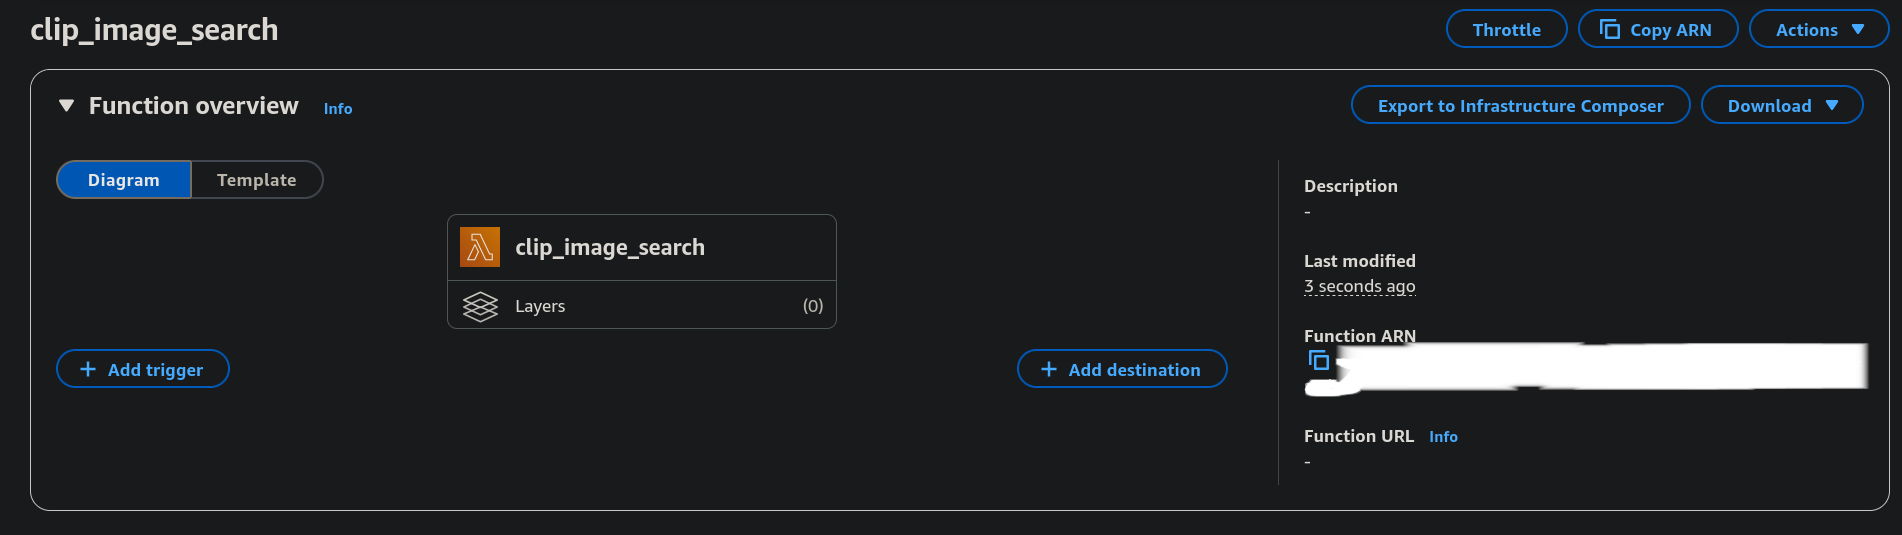 clip_image_search
Throttle
Copy ARN
Actions
Function overview
Info
Export to Infrastructure Composer
Download
Diagram
Template
clip_image_search
Layers
(0)
Add trigger
Add destination
Description
-
Last modified
3 seconds ago
Function ARN
Function URL
Info
-